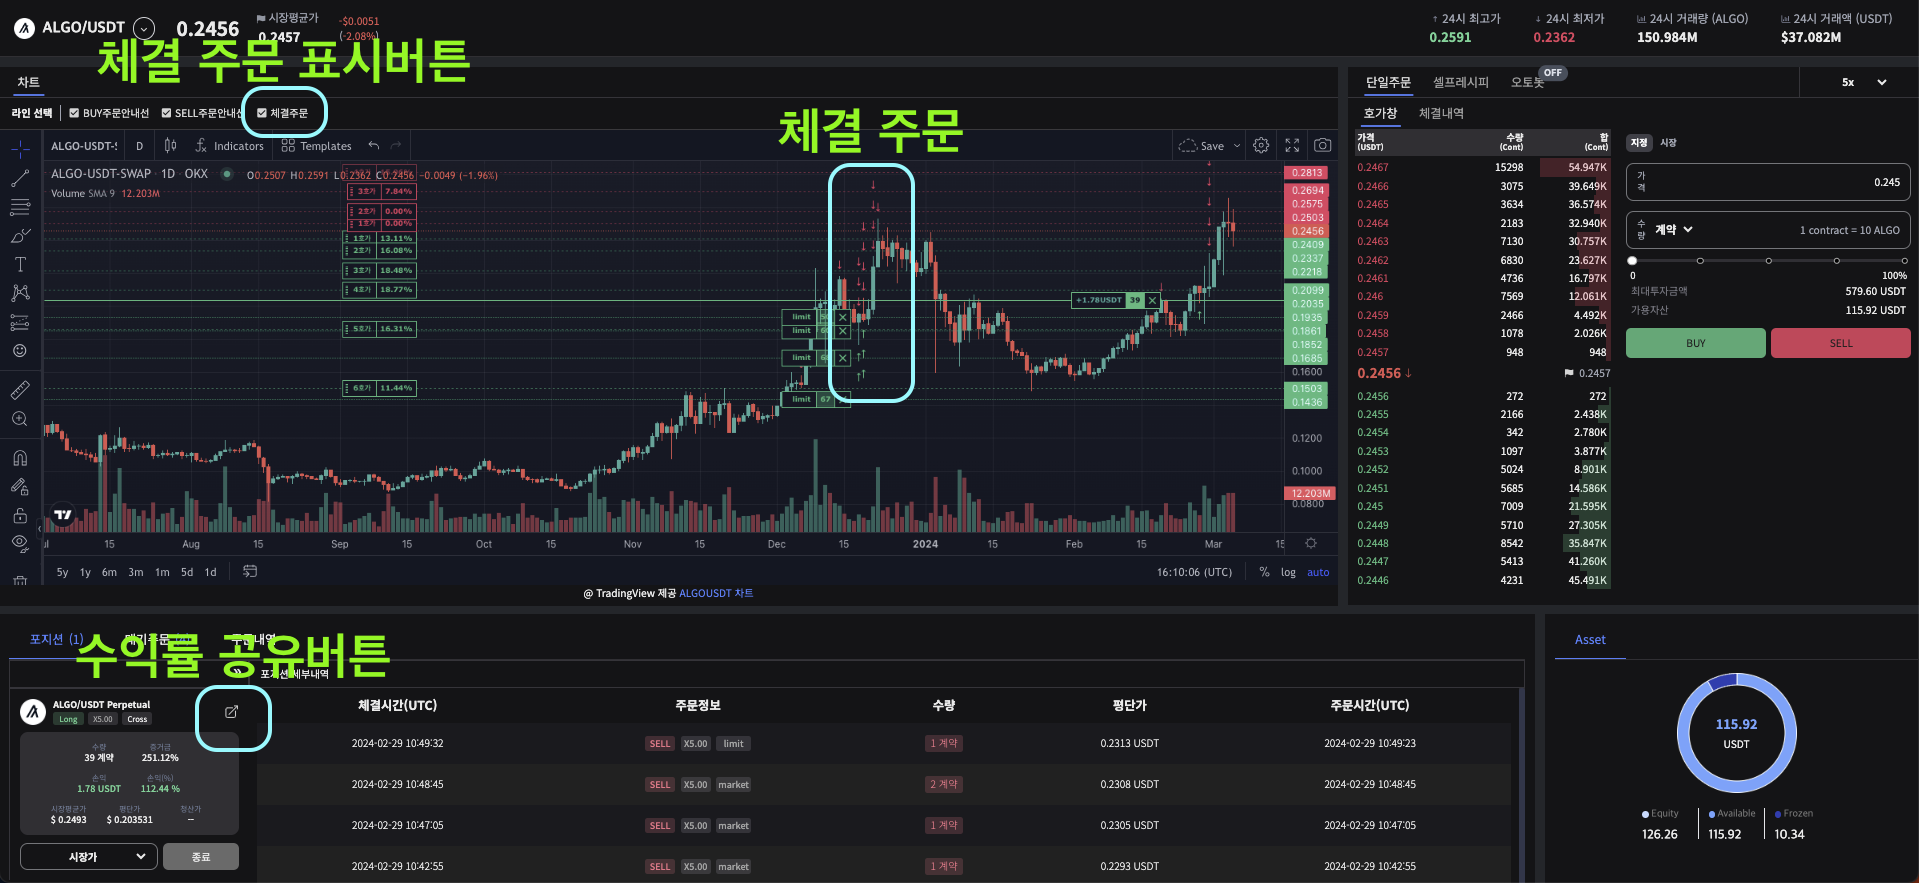 ALGO/USDT
0.2456
시장평균가
0.2457
-$0.0051
(-2.08%)
24시 최고가
0.2591
24시 최저가
0.2362
24시 거래량 (ALGO)
150.984M
24시 거래액 (USDT)
$37.082M
체결 주문 표시버튼
차트
라인 선택
BUY주문안내선
SELL주문안내선
체결주문
체결 주문
ALGO-USDT-S
D
Indicators
Templates
Save
ALGO-USDT-SWAP · 1D · OKX
O0.2507 H0.2591 L0.2362 C0.2456 -0.0049 (-1.96%)
Volume SMA 9 12.203M
3호가 7.84%
2호가 0.00%
1호가 0.00%
1호가 13.11%
2호가 16.08%
3호가 18.48%
4호가 18.77%
5호가 16.31%
6호가 11.44%
limit
limit
limit
limit 67
+1.78USDT 39
0.2813
0.2694
0.2575
0.2503
0.2456
0.2409
0.2337
0.2218
0.2099
0.2035
0.1935
0.1861
0.1852
0.1685
0.1600
0.1503
0.1436
0.1200
0.1000
12.203M
0.0800
15 Aug 15 Sep 15 Oct 15 Nov 15 Dec 15 2024 15 Feb 15 Mar
5y 1y 6m 3m 1m 5d 1d
16:10:06 (UTC)
% log auto
@ TradingView 제공 ALGOUSDT 차트
단일주문
셀프레시피
오토봇
OFF
5x
호가창
체결내역
가격
(USDT)
수량
(Cont)
합
(Cont)
0.2467 15298 54.947K
0.2466 3075 39.649K
0.2465 3634 36.574K
0.2464 2183 32.940K
0.2463 7130 30.757K
0.2462 6830 23.627K
0.2461 4736 16.797K
0.246 7569 12.061K
0.2459 2466 4.492K
0.2458 1078 2.026K
0.2457 948 948
0.2456 ↓ 0.2457
0.2456 272 272
0.2455 2166 2.438K
0.2454 342 2.780K
0.2453 1097 3.877K
0.2452 5024 8.901K
0.2451 5685 14.586K
0.245 7009 21.595K
0.2449 5710 27.305K
0.2448 8542 35.847K
0.2447 5413 41.260K
0.2446 4231 45.491K
지정
시장
가격
0.245
수량
계약
1 contract = 10 ALGO
0
100%
최대투자금액
579.60 USDT
가용자산
115.92 USDT
BUY
SELL
포지션 (1)
대기주문
주문내역
수익률 공유버튼
포지션 세부내역
ALGO/USDT Perpetual
Long X5.00 Cross
수량
39 계약
증거금
251.12%
손익
1.78 USDT
손익(%)
112.44 %
시장평균가
$ 0.2493
평단가
$ 0.203531
청산가
--
시장가
종료
체결시간(UTC) 주문정보 수량 평단가 주문시간(UTC)
2024-02-29 10:49:32 SELL X5.00 limit 1 계약 0.2313 USDT 2024-02-29 10:49:23
2024-02-29 10:48:45 SELL X5.00 market 2 계약 0.2308 USDT 2024-02-29 10:48:45
2024-02-29 10:47:05 SELL X5.00 market 1 계약 0.2305 USDT 2024-02-29 10:47:05
2024-02-29 10:42:55 SELL X5.00 market 1 계약 0.2293 USDT 2024-02-29 10:42:55
Asset
115.92
USDT
Equity
126.26
Available
115.92
Frozen
10.34